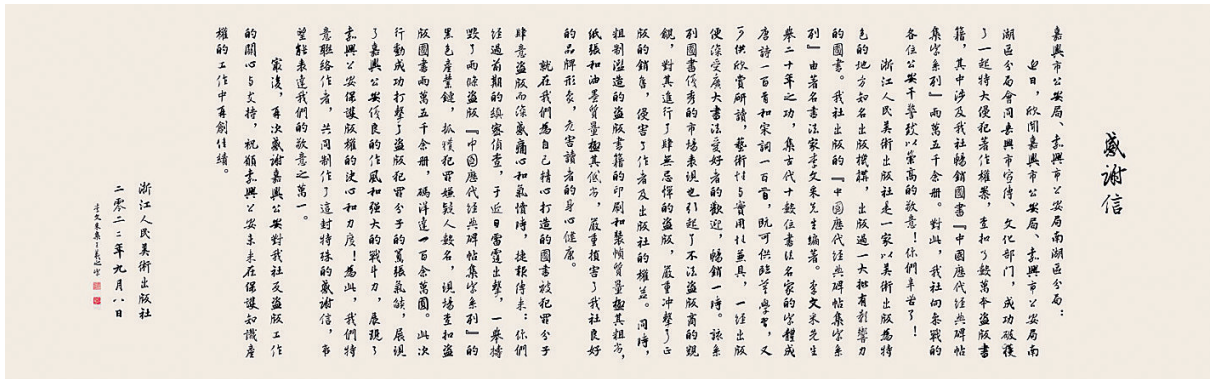 感谢信
嘉兴市公安局、嘉兴市公安局南湖区分局：
近日，欣闻嘉兴市公安局、嘉兴市公安局南
湖区分局会同嘉兴市宣传、文化部门，成功破获
了一起特大侵犯著作权案，查扣了数万本盗版书
籍，其中涉及我社畅销图书『中国历代经典碑帖
集字系列』两万五千余册。对此，我社向参战的
各位公安干警致以崇高的敬意！你们辛苦了！
浙江人民美术出版社是一家以美术出版为特
色的地方知名出版机构，出版过一大批有影响力
的图书。我社出版的『中国历代经典碑帖集字系
列』由著名书法家李文采先生编著。李文采先生
举二十年之功，集古代十数位书法名家的字体成
唐诗一百首和宋词一百首，既可供临摹学习，又
可供欣赏研读，艺术性与实用性兼具，一经出版
便深受广大书法爱好者的欢迎，畅销一时。该系
列图书优秀的市场表现也引起了不法盗版商的觊
觎，对其进行了肆无忌惮的盗版，严重冲击了正
版的销售，侵害了作者及出版社的权益。同时，
粗制滥造的盗版书籍的印刷和装帧质量极其粗劣，
纸张和油墨质量极其低劣，严重损害了我社良好
的品牌形象，危害读者的身心健康。
就在我们为自己精心打造的图书被犯罪分子
肆意盗版而深感痛心和气愤时，捷报传来：你们
经过前期的缜密侦查，于近日雷霆出击，一举摧
毁了两条盗版『中国历代经典碑帖集字系列』的
黑色产业链，抓获犯罪嫌疑人数名，现场查扣盗
版图书两万五千余册，码洋达一百余万圆。此次
行动成功打击了盗版犯罪分子的嚣张气焰，展现
了嘉兴公安优良的作风和强大的战斗力，展现了
嘉兴公安保护版权的决心和力度！为此，我们特
意联络作者，共同制作了这封特殊的感谢信，希
望能表达我们的敬意之万一。
最后，再次感谢嘉兴公安对我社反盗版工作
的关心与支持，祝愿嘉兴公安未来在保护知识产
权的工作中再创佳绩。
浙江人民美术出版社
二零二二年九月八日
李文采集王羲之字